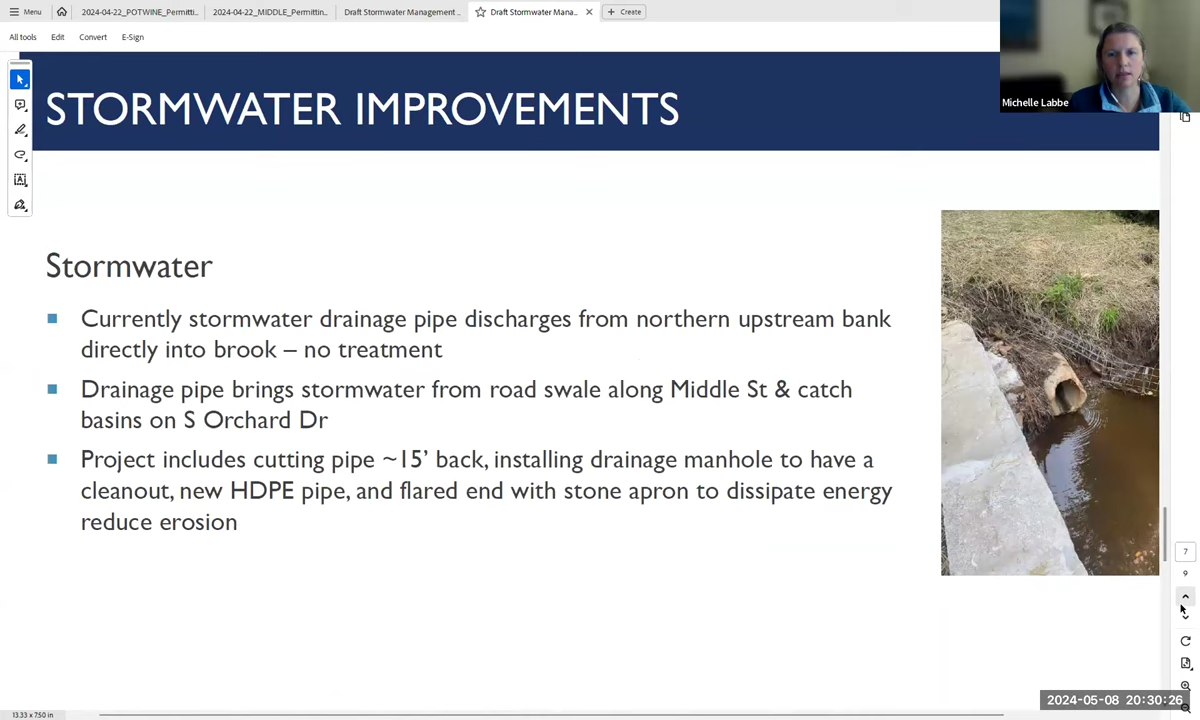 Menu
2024-04-22_POTWINE_Permitti...
2024-04-22_MIDDLE_Permittin...
Draft Stormwater Management ...
Draft Stormwater Mana...
Create
All tools Edit Convert E-Sign
Michelle Labbe
STORMWATER IMPROVEMENTS
Stormwater
Currently stormwater drainage pipe discharges from northern upstream bank
directly into brook – no treatment
Drainage pipe brings stormwater from road swale along Middle St & catch
basins on S Orchard Dr
Project includes cutting pipe ~15’ back, installing drainage manhole to have a
cleanout, new HDPE pipe, and flared end with stone apron to dissipate energy
reduce erosion
7
9
2024-05-08 20:30:26
13.33 x 7.50 in